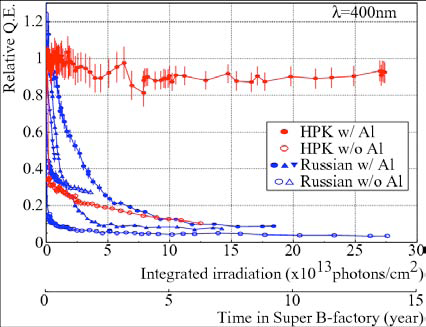 λ=400nm
Relative Q.E.
1.2
1
0.8
0.6
0.4
0.2
0
HPK w/ Al
HPK w/o Al
Russian w/ Al
Russian w/o Al
0 5 10 15 20 25 30
Integrated irradiation (x10¹³photons/cm²)
0 5 10 15
Time in Super B-factory (year)